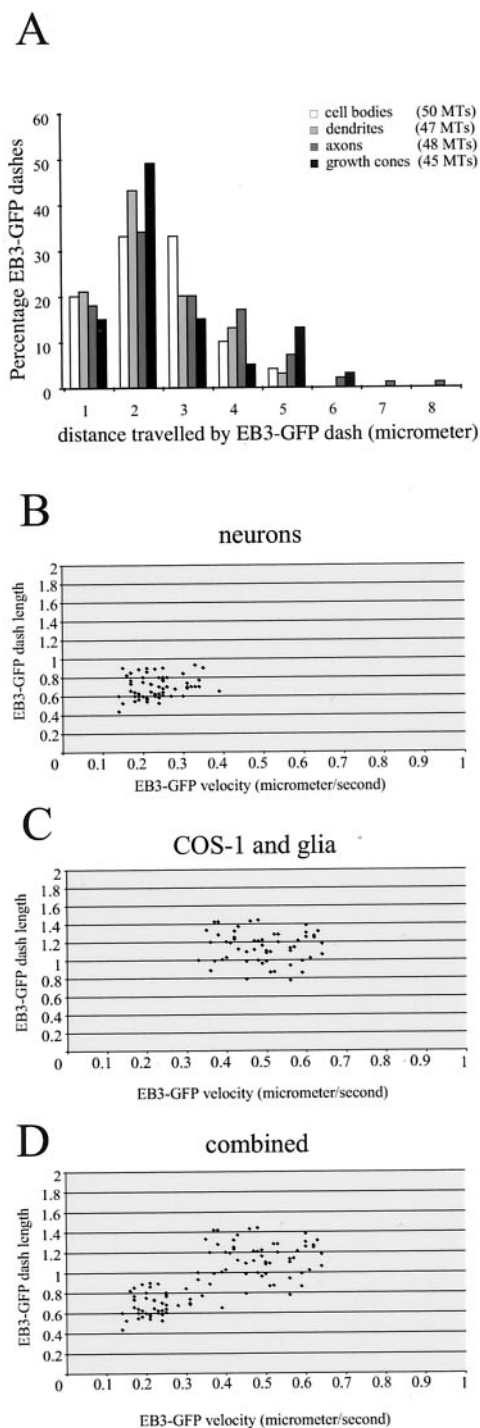 A
cell bodies (50 MTs)
dendrites (47 MTs)
axons (48 MTs)
growth cones (45 MTs)
Percentage EB3-GFP dashes
60
50
40
30
20
10
0
1 2 3 4 5 6 7 8
distance travelled by EB3-GFP dash (micrometer)
B
neurons
EB3-GFP dash length
2
1.8
1.6
1.4
1.2
1
0.8
0.6
0.4
0.2
0 0.1 0.2 0.3 0.4 0.5 0.6 0.7 0.8 0.9 1
EB3-GFP velocity (micrometer/second)
C
COS-1 and glia
EB3-GFP dash length
2
1.8
1.6
1.4
1.2
1
0.8
0.6
0.4
0.2
0 0.1 0.2 0.3 0.4 0.5 0.6 0.7 0.8 0.9 1
EB3-GFP velocity (micrometer/second)
D
combined
EB3-GFP dash length
2
1.8
1.6
1.4
1.2
1
0.8
0.6
0.4
0.2
0 0.1 0.2 0.3 0.4 0.5 0.6 0.7 0.8 0.9 1
EB3-GFP velocity (micrometer/second)